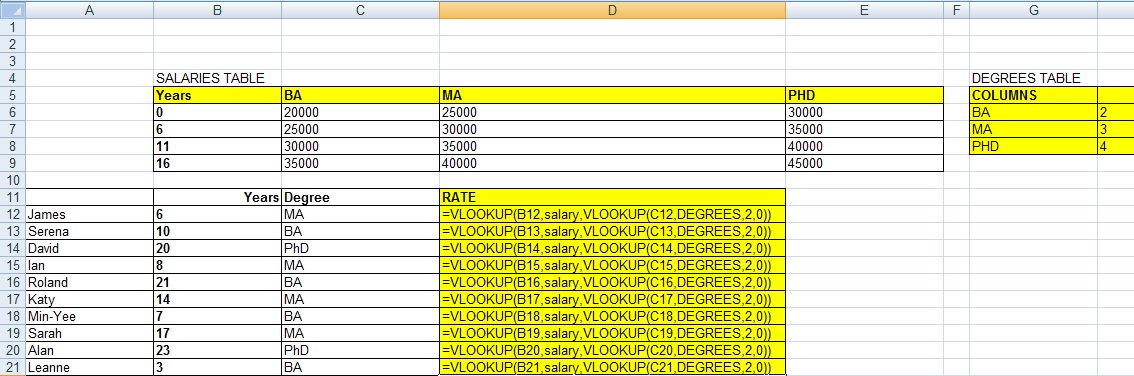 A B C D E F G
1
2
3
4 SALARIES TABLE DEGREES TABLE
5 Years BA MA PHD COLUMNS
6 0 20000 25000 30000 BA 2
7 6 25000 30000 35000 MA 3
8 11 30000 35000 40000 PHD 4
9 16 35000 40000 45000
10
11 Years Degree RATE
12 James 6 MA =VLOOKUP(B12,salary,VLOOKUP(C12,DEGREES,2,0))
13 Serena 10 BA =VLOOKUP(B13,salary,VLOOKUP(C13,DEGREES,2,0))
14 David 20 PhD =VLOOKUP(B14,salary,VLOOKUP(C14,DEGREES,2,0))
15 Ian 8 MA =VLOOKUP(B15,salary,VLOOKUP(C15,DEGREES,2,0))
16 Roland 21 BA =VLOOKUP(B16,salary,VLOOKUP(C16,DEGREES,2,0))
17 Katy 14 MA =VLOOKUP(B17,salary,VLOOKUP(C17,DEGREES,2,0))
18 Min-Yee 7 BA =VLOOKUP(B18,salary,VLOOKUP(C18,DEGREES,2,0))
19 Sarah 17 MA =VLOOKUP(B19,salary,VLOOKUP(C19,DEGREES,2,0))
20 Alan 23 PhD =VLOOKUP(B20,salary,VLOOKUP(C20,DEGREES,2,0))
21 Leanne 3 BA =VLOOKUP(B21,salary,VLOOKUP(C21,DEGREES,2,0))